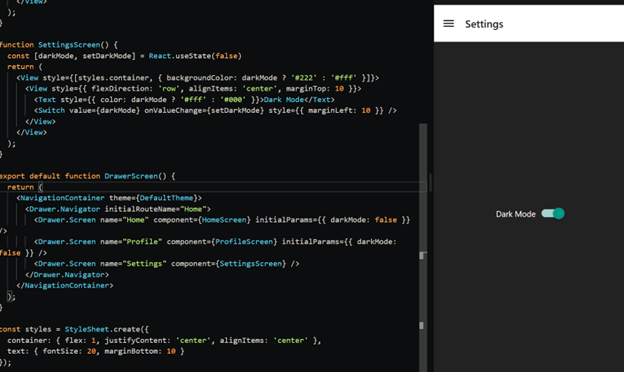 </View>
);
}
function SettingsScreen() {
const [darkMode, setDarkMode] = React.useState(false)
return (
<View style={[styles.container, { backgroundColor: darkMode ? '#222' : '#fff' }]}>
<View style={{ flexDirection: 'row', alignItems: 'center', marginTop: 10 }}>
<Text style={{ color: darkMode ? '#fff' : '#000' }}>Dark Mode</Text>
<Switch value={darkMode} onValueChange={setDarkMode} style={{ marginLeft: 10 }} />
</View>
</View>
);
}
export default function DrawerScreen() {
return (
<NavigationContainer theme={DefaultTheme}>
<Drawer.Navigator initialRouteName="Home">
<Drawer.Screen name="Home" component={HomeScreen} initialParams={{ darkMode: false }}
/>
<Drawer.Screen name="Profile" component={ProfileScreen} initialParams={{ darkMode:
false }} />
<Drawer.Screen name="Settings" component={SettingsScreen} />
</Drawer.Navigator>
</NavigationContainer>
);
}
const styles = StyleSheet.create({
container: { flex: 1, justifyContent: 'center', alignItems: 'center' },
text: { fontSize: 20, marginBottom: 10 }
});
Settings
Dark Mode